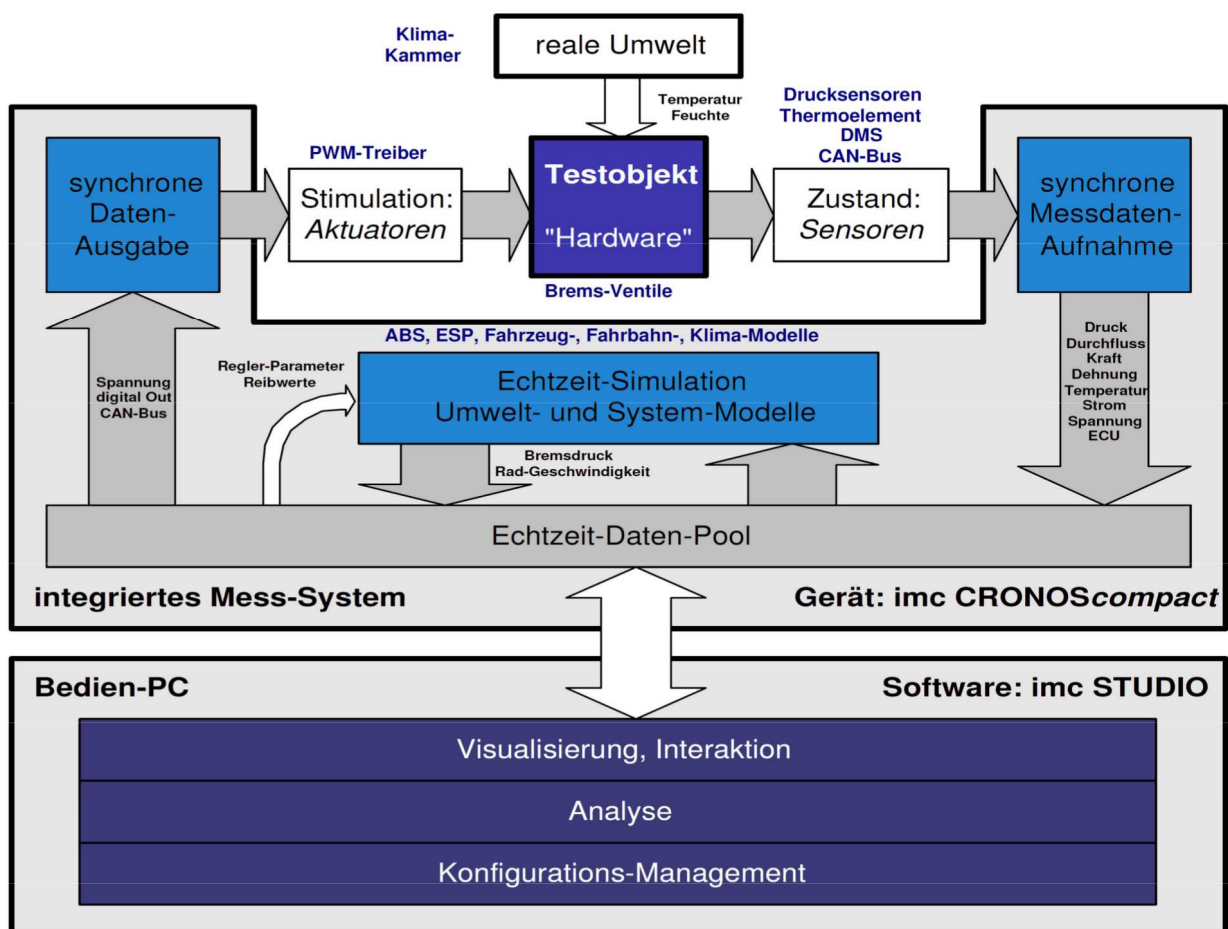 Klima-
Kammer
reale Umwelt
Temperatur
Feuchte
Drucksensoren
Thermoelement
DMS
CAN-Bus
synchrone
Daten-
Ausgabe
PWM-Treiber
Stimulation:
Aktuatoren
Testobjekt
"Hardware"
Brems-Ventile
Zustand:
Sensoren
synchrone
Messdaten-
Aufnahme
ABS, ESP, Fahrzeug-, Fahrbahn-, Klima-Modelle
Spannung
digital Out
CAN-Bus
Regler-Parameter
Reibwerte
Echtzeit-Simulation
Umwelt- und System-Modelle
Druck
Durchfluss
Kraft
Dehnung
Temperatur
Strom
Spannung
ECU
Bremsdruck
Rad-Geschwindigkeit
Echtzeit-Daten-Pool
integriertes Mess-System
Gerät: imc CRONOScompact
Bedien-PC
Software: imc STUDIO
Visualisierung, Interaktion
Analyse
Konfigurations-Management